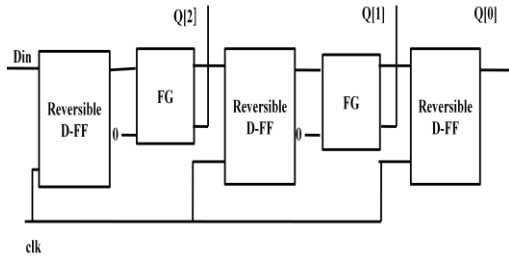 Q[2] Q[1] Q[0]
Din
Reversible
D-FF
0
FG
Reversible
D-FF
0
FG
Reversible
D-FF
clk